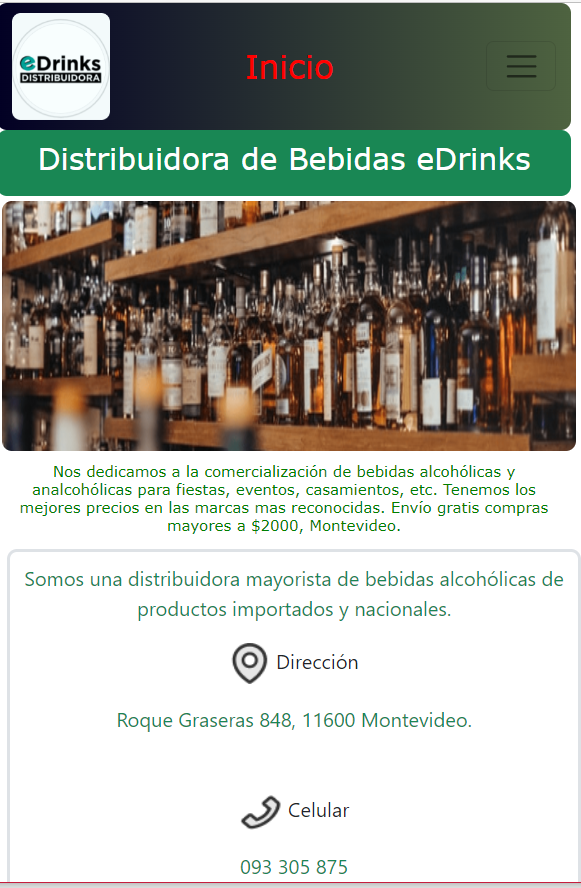 eDrinks
DISTRIBUIDORA
Inicio
Distribuidora de Bebidas eDrinks
Nos dedicamos a la comercialización de bebidas alcohólicas y
analcohólicas para fiestas, eventos, casamientos, etc. Tenemos los
mejores precios en las marcas mas reconocidas. Envío gratis compras
mayores a $2000, Montevideo.
Somos una distribuidora mayorista de bebidas alcohólicas de
productos importados y nacionales.
Dirección
Roque Graseras 848, 11600 Montevideo.
Celular
093 305 875